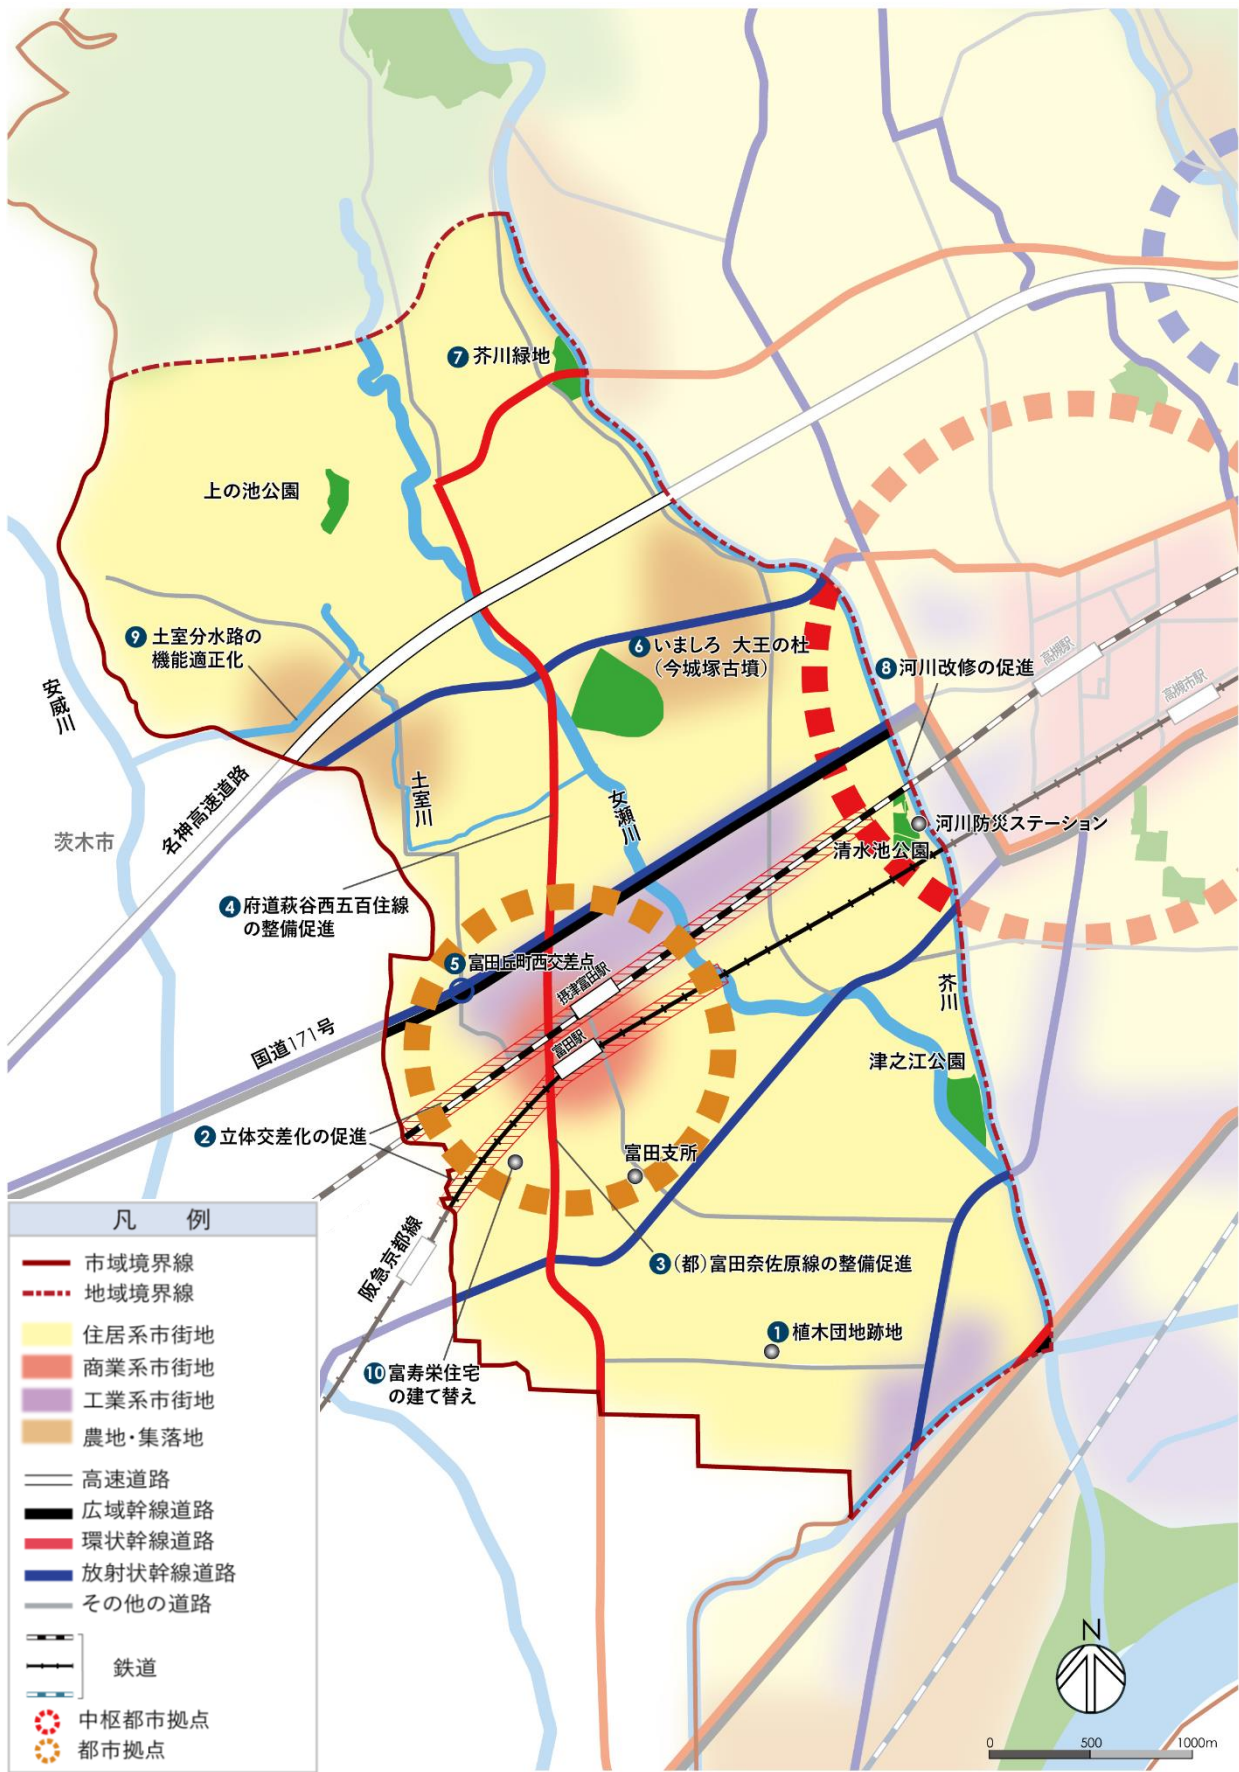 ❼ 芥川緑地
上の池公園
❾ 土室分水路の
機能適正化
❻ いましろ 大王の杜
(今城塚古墳)
❽ 河川改修の促進
高槻駅
高槻市駅
安威川
土室川
女瀬川
名神高速道路
茨木市
河川防災ステーション
清水池公園
❹ 府道萩谷西五百住線
の整備促進
❺ 富田丘町西交差点
摂津富田駅
富田駅
芥川
国道171号
津之江公園
❷ 立体交差化の促進
富田支所
阪急京都線
❸ (都)富田奈佐原線の整備促進
❶ 植木団地跡地
❿ 富寿栄住宅
の建て替え
凡 例
市域境界線
地域境界線
住居系市街地
商業系市街地
工業系市街地
農地・集落地
高速道路
広域幹線道路
環状幹線道路
放射状幹線道路
その他の道路
鉄道
中枢都市拠点
都市拠点
N
0 500 1000m